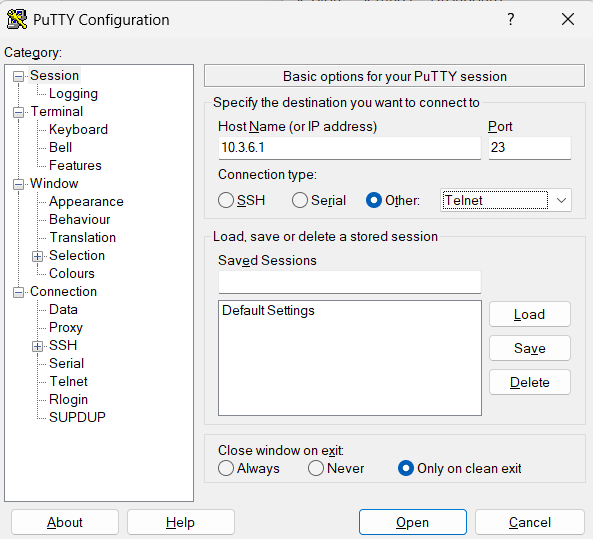 PuTTY Configuration
?
Category:
Session
Logging
Terminal
Keyboard
Bell
Features
Window
Appearance
Behaviour
Translation
Selection
Colours
Connection
Data
Proxy
SSH
Serial
Telnet
Rlogin
SUPDUP
Basic options for your PuTTY session
Specify the destination you want to connect to
Host Name (or IP address) Port
10.3.6.1 23
Connection type:
SSH Serial Other: Telnet
Load, save or delete a stored session
Saved Sessions
Default Settings
Load
Save
Delete
Close window on exit:
Always Never Only on clean exit
About Help Open Cancel